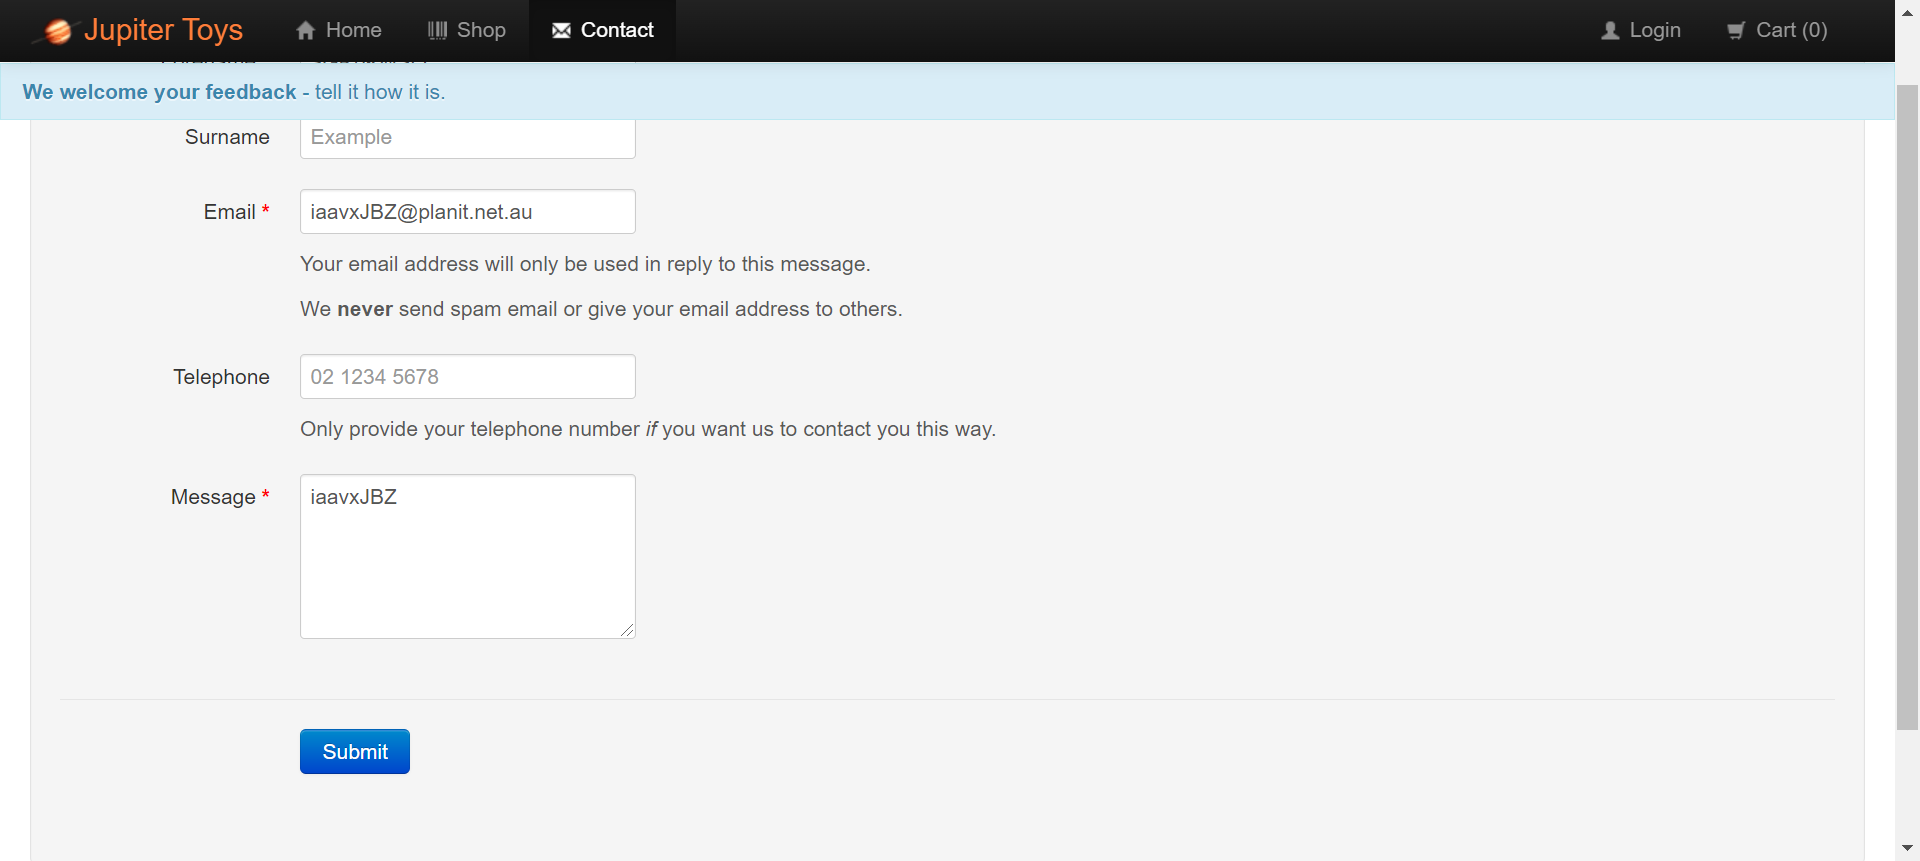 Jupiter Toys Home Shop Contact Login Cart (0)
We welcome your feedback - tell it how it is.
Surname Example
Email * iaavxJBZ@planit.net.au
Your email address will only be used in reply to this message.
We never send spam email or give your email address to others.
Telephone 02 1234 5678
Only provide your telephone number if you want us to contact you this way.
Message * iaavxJBZ
Submit